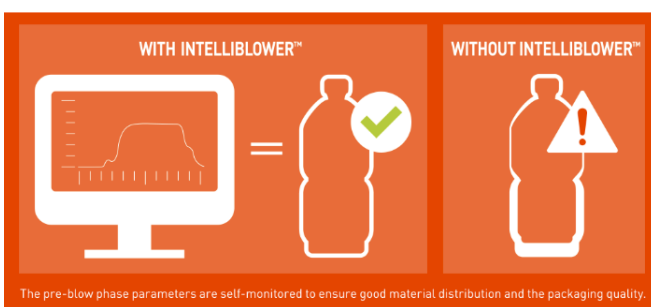 WITH INTELLIBLOWER™
WITHOUT INTELLIBLOWER™
The pre-blow phase parameters are self-monitored to ensure good material distribution and the packaging quality.